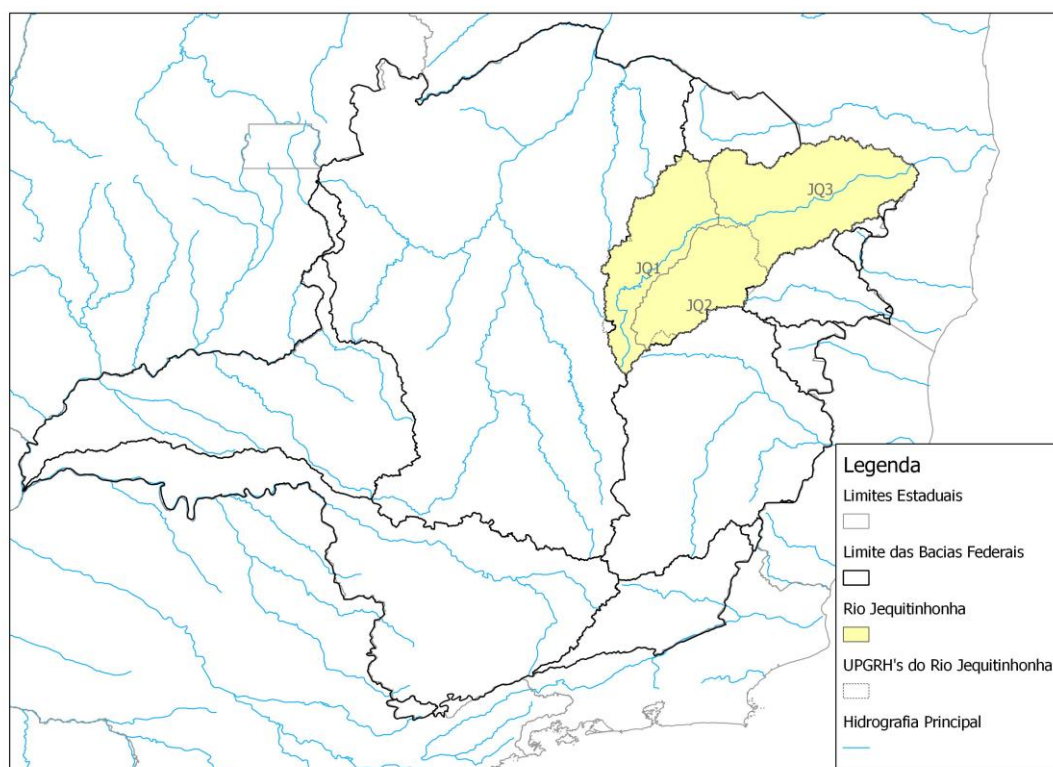 JQ3
JQ1
JQ2
Legenda
Limites Estaduais
Limite das Bacias Federais
Rio Jequitinhonha
UPGRH's do Rio Jequitinhonha
Hidrografia Principal